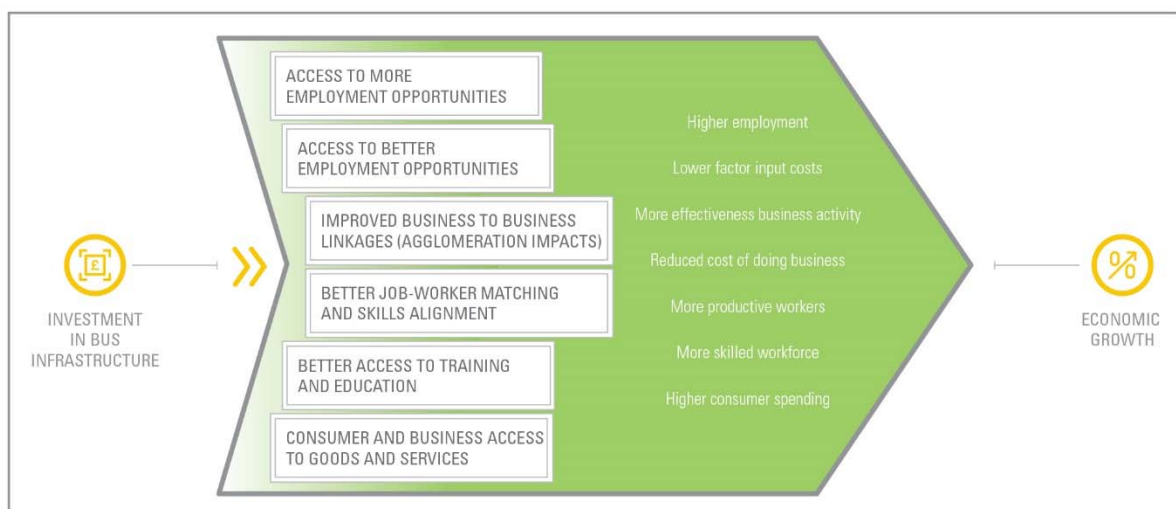 INVESTMENT
IN BUS
INFRASTRUCTURE
£
ACCESS TO MORE
EMPLOYMENT OPPORTUNITIES
ACCESS TO BETTER
EMPLOYMENT OPPORTUNITIES
IMPROVED BUSINESS TO BUSINESS
LINKAGES (AGGLOMERATION IMPACTS)
BETTER JOB-WORKER MATCHING
AND SKILLS ALIGNMENT
BETTER ACCESS TO TRAINING
AND EDUCATION
CONSUMER AND BUSINESS ACCESS
TO GOODS AND SERVICES
Higher employment
Lower factor input costs
More effectiveness business activity
Reduced cost of doing business
More productive workers
More skilled workforce
Higher consumer spending
%
ECONOMIC
GROWTH